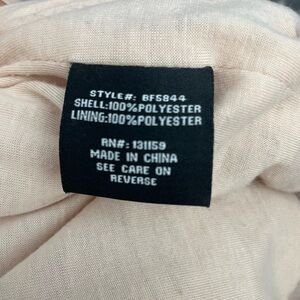 STYLE#: BF5844
SHELL:100%POLYESTER
LINING:100%POLYESTER
RN#: 131159
MADE IN CHINA
SEE CARE ON
REVERSE